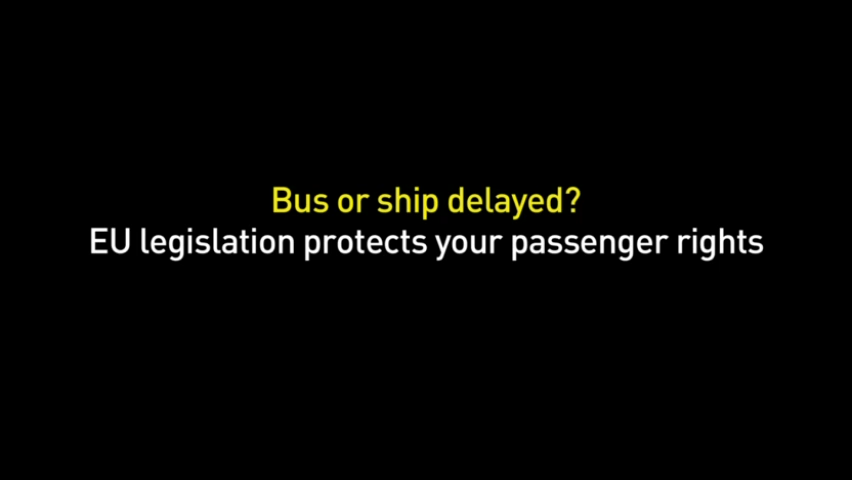 Bus or ship delayed?
EU legislation protects your passenger rights